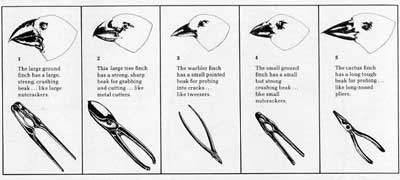 1
The large ground
finch has a large,
strong, crushing
beak ... like large
nutcrackers.
2
This large tree finch
has a strong, sharp
beak for grabbing
and cutting ... like
metal cutters.
3
The warbler finch
has a small pointed
beak for probing
into cracks ...
like tweezers.
4
The small ground
finch has a small
but strong
crushing beak ...
like small
nutcrackers.
5
The cactus finch
has a long tough
beak for probing ...
like long-nosed
pliers.